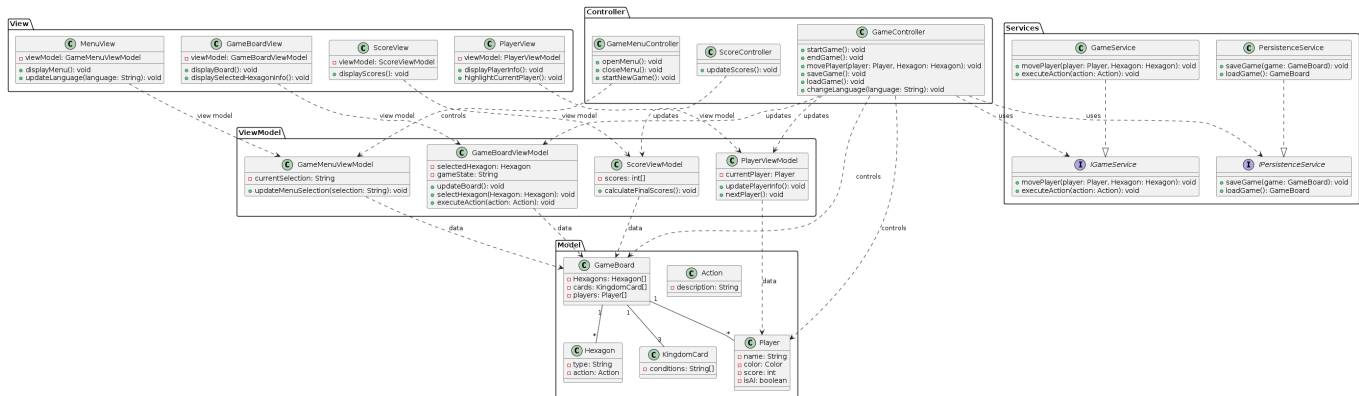 View
C MenuView
viewModel: GameMenuViewModel
displayMenu(): void
updateLanguage(language: String): void
C GameBoardView
viewModel: GameBoardViewModel
displayBoard(): void
displaySelectedHexagonInfo(): void
C ScoreView
viewModel: ScoreViewModel
displayScores(): void
C PlayerView
viewModel: PlayerViewModel
displayPlayerInfo(): void
highlightCurrentPlayer(): void
Controller
C GameMenuController
openMenu(): void
closeMenu(): void
startNewGame(): void
C ScoreController
updateScores(): void
C GameController
startGame(): void
endGame(): void
movePlayer(player: Player, Hexagon: Hexagon): void
saveGame(): void
loadGame(): void
changeLanguage(language: String): void
Services
C GameService
movePlayer(player: Player, Hexagon: Hexagon): void
executeAction(action: Action): void
C PersistenceService
saveGame(game: GameBoard): void
loadGame(): GameBoard
view model
view model
controls
view model
updates
view model
updates
updates
uses
uses
ViewModel
C GameMenuViewModel
currentSelection: String
updateMenuSelection(selection: String): void
C GameBoardViewModel
selectedHexagon: Hexagon
gameState: String
updateBoard(): void
selectHexagon(Hexagon: Hexagon): void
executeAction(action: Action): void
C ScoreViewModel
scores: int[]
calculateFinalScores(): void
C PlayerViewModel
currentPlayer: Player
updatePlayerInfo(): void
nextPlayer(): void
I IGameService
movePlayer(player: Player, Hexagon: Hexagon): void
executeAction(action: Action): void
I IPersistenceService
saveGame(game: GameBoard): void
loadGame(): GameBoard
controls
data
data
data
controls
data
Model
C GameBoard
Hexagons: Hexagon[]
cards: KingdomCard[]
players: Player[]
C Action
description: String
1
1
1
*
3
*
C Hexagon
type: String
action: Action
C KingdomCard
conditions: String[]
C Player
name: String
color: Color
score: int
isAI: boolean